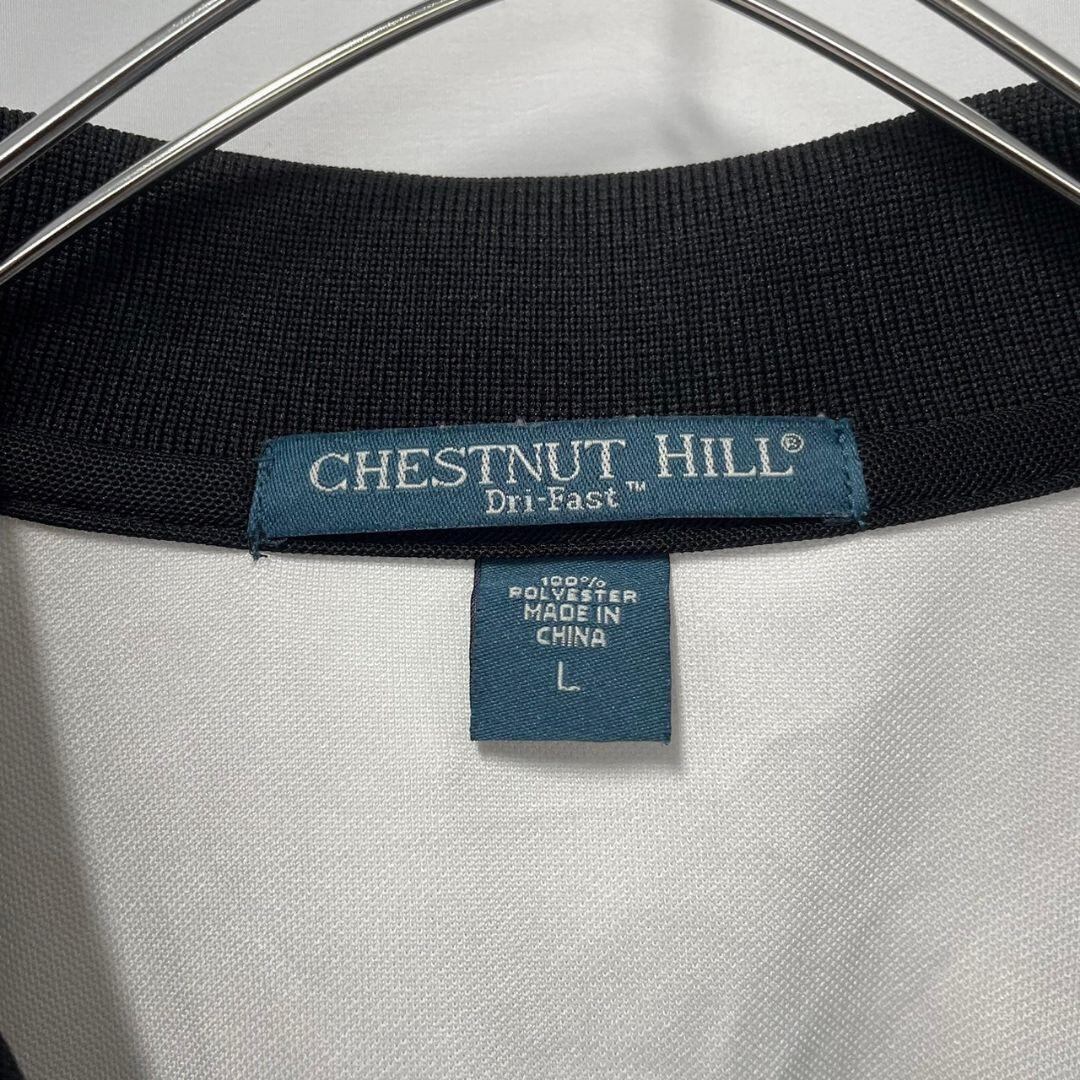 CHESTNUT HILL®
Dri-Fast™
100%
POLYESTER
MADE IN
CHINA
L